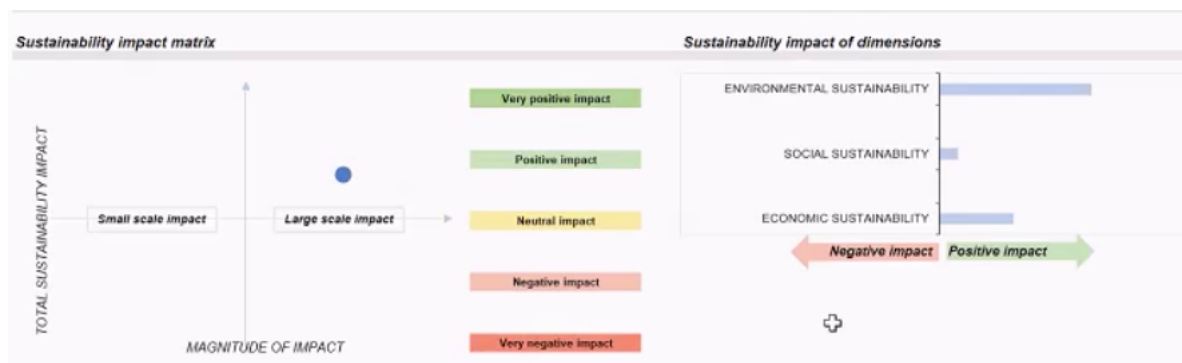 Sustainability impact matrix
TOTAL SUSTAINABILITY IMPACT
Small scale impact
Large scale impact
MAGNITUDE OF IMPACT
Very positive impact
Positive impact
Neutral impact
Negative impact
Very negative impact
Sustainability impact of dimensions
ENVIRONMENTAL SUSTAINABILITY
SOCIAL SUSTAINABILITY
ECONOMIC SUSTAINABILITY
Negative impact
Positive impact